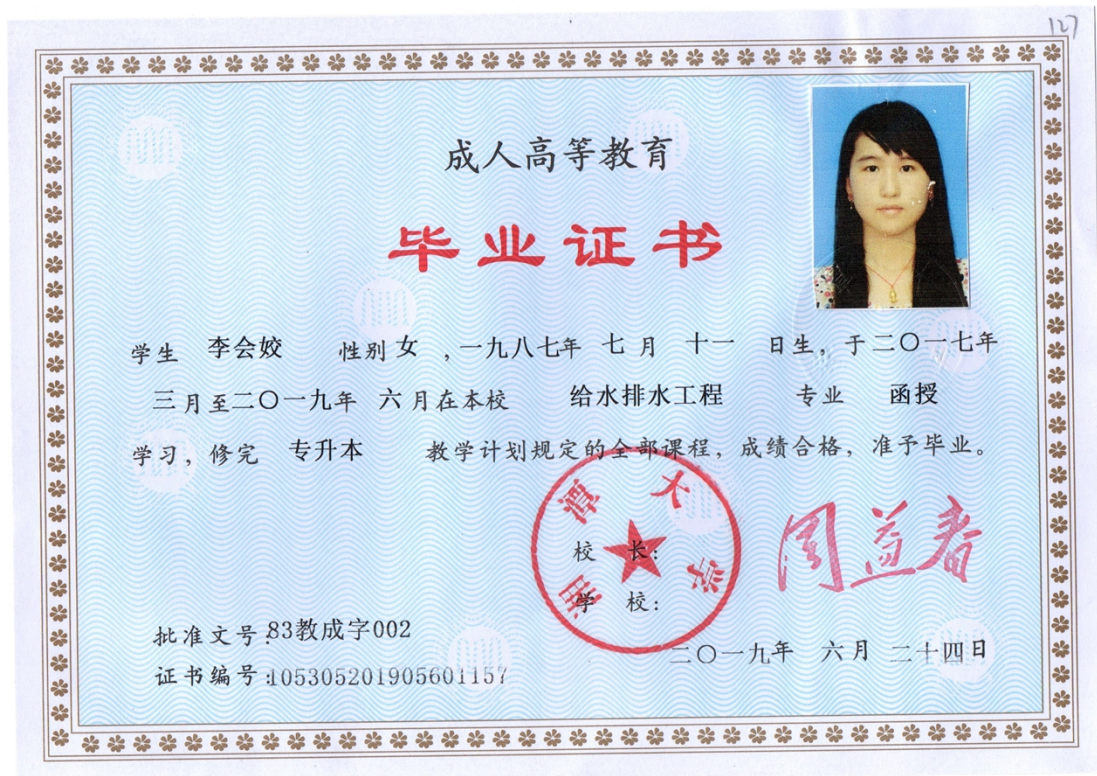 127
成人高等教育
毕业证书
学生 李会姣 性别 女 ,一九八七年 七 月 十一 日生, 于二〇一七年
三月至二〇一九年 六月在本校 给水排水工程 专业 函授
学习, 修完 专升本 教学计划规定的全部课程, 成绩合格, 准予毕业。
湘潭大学
校 长: 周益春
学 校:
批准文号:83教成字002
二〇一九年 六月 二十四日
证书编号:105305201905601157